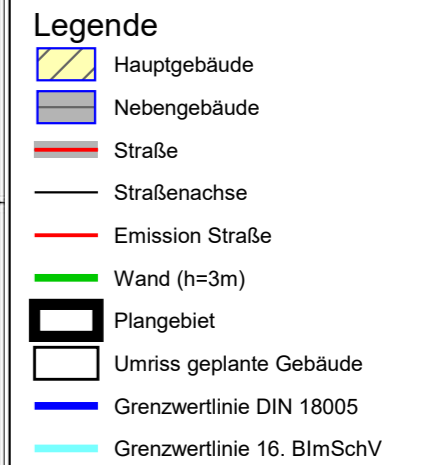 Legende
Hauptgebäude
Nebengebäude
Straße
Straßenachse
Emission Straße
Wand (h=3m)
Plangebiet
Umriss geplante Gebäude
Grenzwertlinie DIN 18005
Grenzwertlinie 16. BImSchV